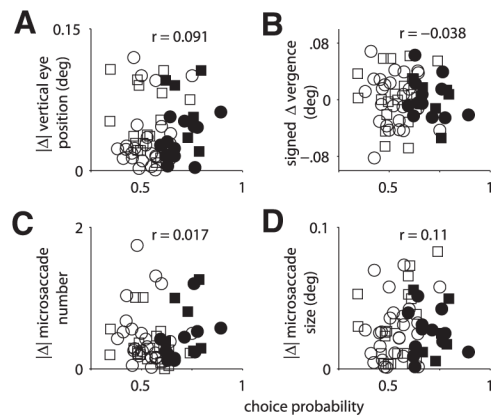 A
B
0.15
r = 0.091
|Δ| vertical eye
position (deg)
0
0.5
1
.08
r = −0.038
signed Δ vergence
(deg)
0
−.08
0.5
1
C
D
2
r = 0.017
|Δ| microsaccade
number
0
0.5
1
0.1
r = 0.11
|Δ| microsaccade
size (deg)
0
0.5
1
choice probability